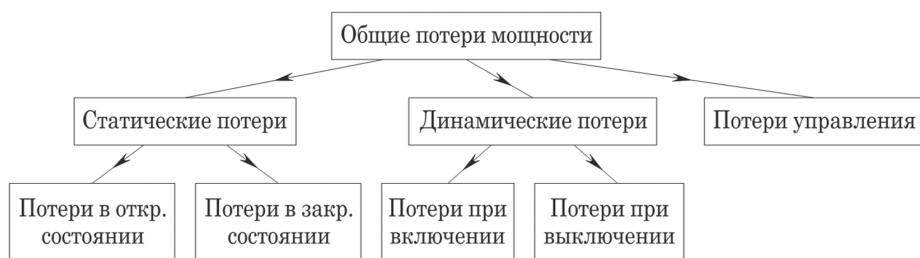 Общие потери мощности
Статические потери
Динамические потери
Потери управления
Потери в откр.
состоянии
Потери в закр.
состоянии
Потери при
включении
Потери при
выключении